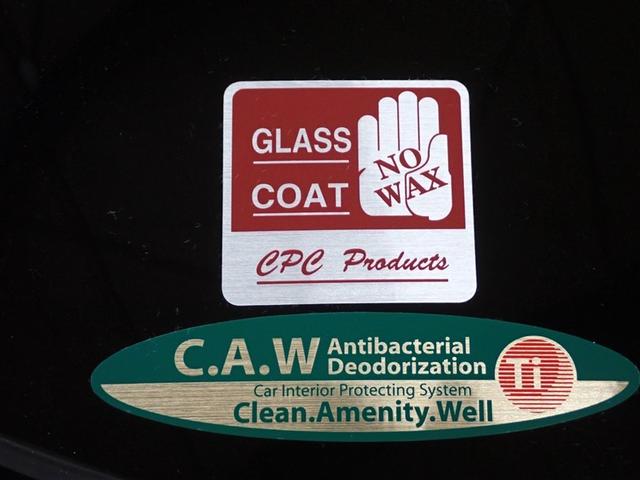 GLASS
COAT
NO
WAX
CPC Products
C.A.W Antibacterial
Deodorization
Ti
Car Interior Protecting System
Clean.Amenity.Well